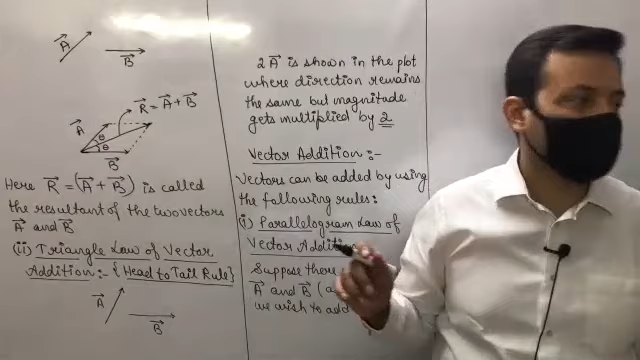 2 A⃗ is shown in the plot
where direction remains
the same but magnitude
gets multiplied by 2
Vector Addition :-
Vectors can be added by using
the following rules:
(i) Parallelogram Law of
Vector Addition
Suppose there
A⃗ and B⃗ (
we wish to add
A⃗
B⃗
R⃗ = A⃗ + B⃗
A⃗
θ
θ
B⃗
Here R⃗ = (A⃗ + B⃗) is called
the resultant of the two vectors
A⃗ and B⃗
(ii) Triangle Law of Vector
Addition :- {Head to Tail Rule}
A⃗
B⃗